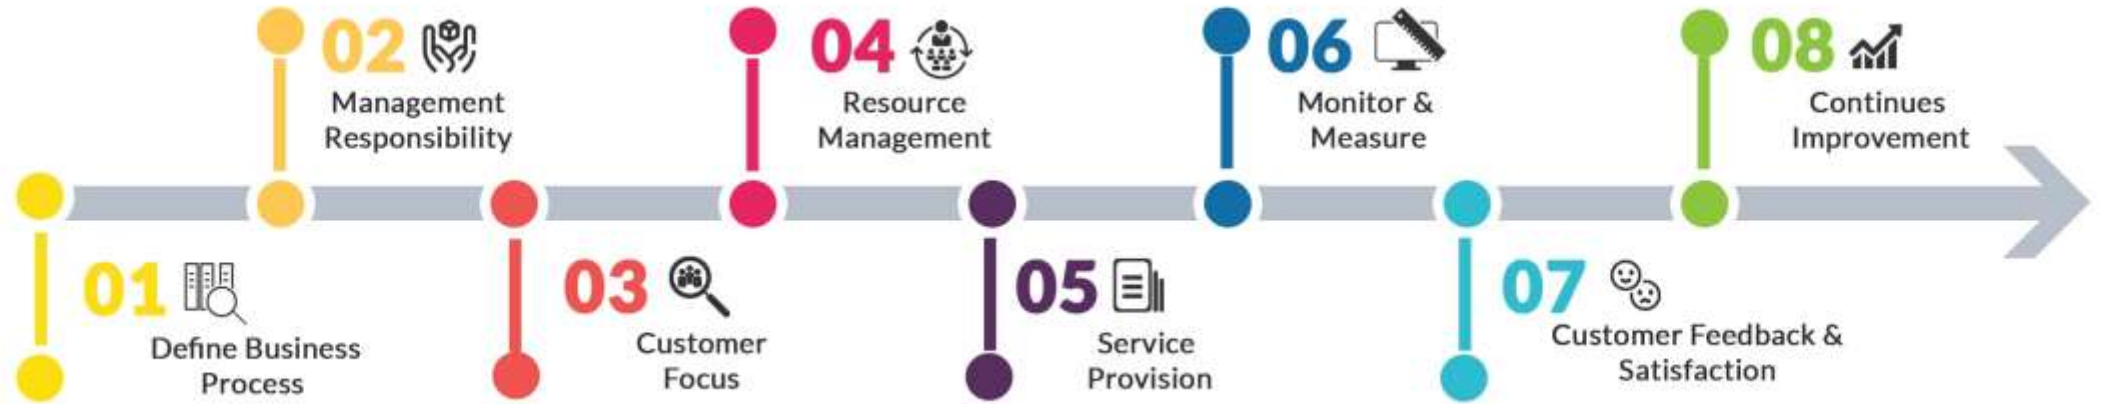 01
Define Business
Process
02
Management
Responsibility
03
Customer
Focus
04
Resource
Management
05
Service
Provision
06
Monitor &
Measure
07
Customer Feedback &
Satisfaction
08
Continues
Improvement